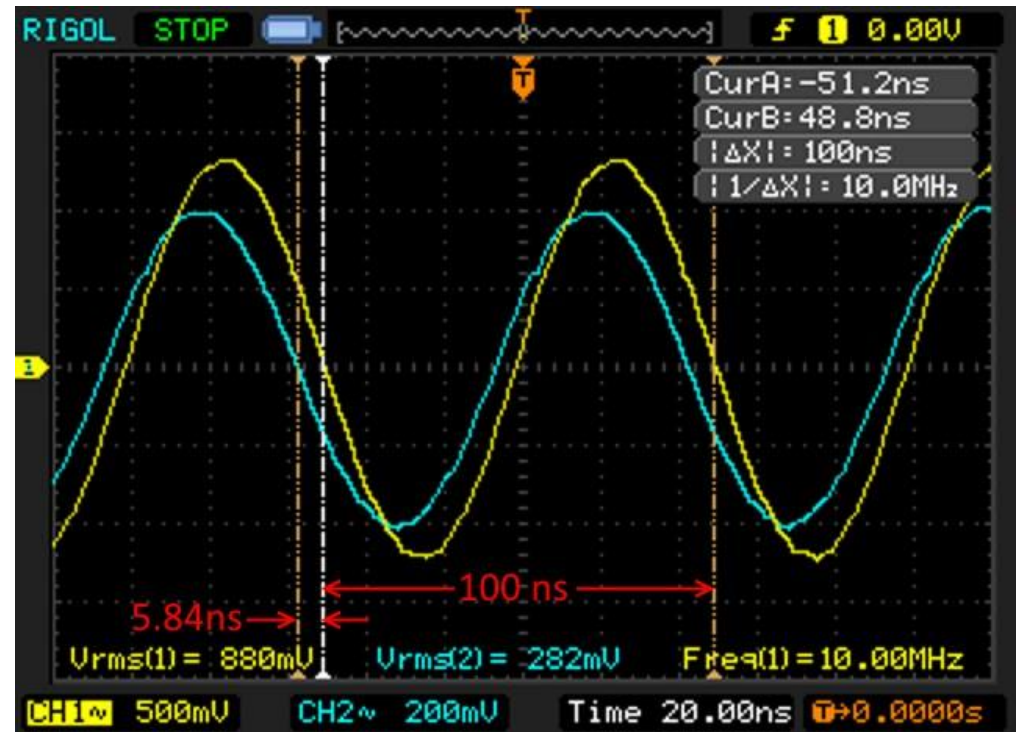 RIGOL STOP T f 1 0.00V
T
CurA:-51.2ns
CurB:48.8ns
|ΔX|: 100ns
|1/ΔX|: 10.0MHz
1
100 ns
5.84ns
Vrms(1)= 880mV Vrms(2)= 282mV Freq(1)=10.00MHz
CH1~ 500mV CH2~ 200mV Time 20.00ns T→0.0000s